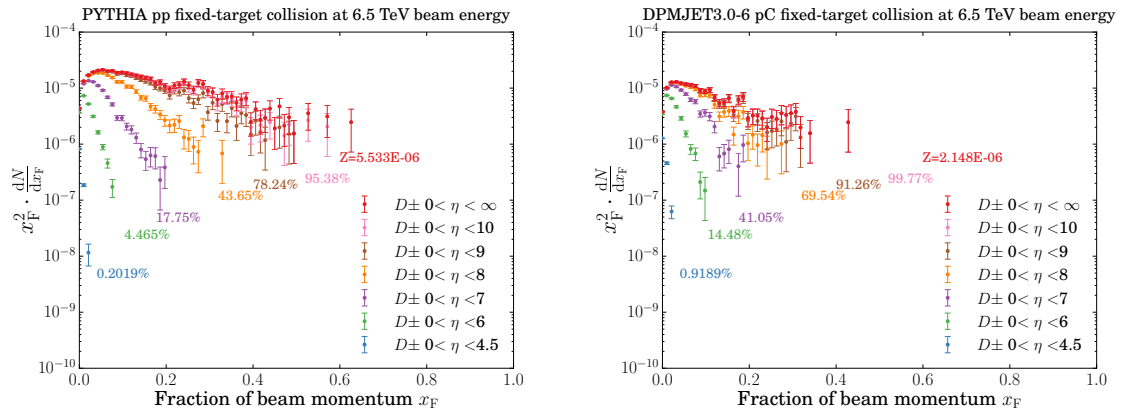 PYTHIA pp fixed-target collision at 6.5 TeV beam energy
10⁻⁴
10⁻⁵
10⁻⁶
10⁻⁷
10⁻⁸
10⁻⁹
10⁻¹⁰
x_F² · dN/dx_F
Z=5.533E-06
95.38%
78.24%
43.65%
17.75%
4.465%
0.2019%
D± 0< η < ∞
D± 0< η <10
D± 0< η <9
D± 0< η <8
D± 0< η <7
D± 0< η <6
D± 0< η <4.5
0.0 0.2 0.4 0.6 0.8 1.0
Fraction of beam momentum x_F
DPMJET3.0-6 pC fixed-target collision at 6.5 TeV beam energy
10⁻⁴
10⁻⁵
10⁻⁶
10⁻⁷
10⁻⁸
10⁻⁹
10⁻¹⁰
x_F² · dN/dx_F
Z=2.148E-06
99.77%
91.26%
69.54%
41.05%
14.48%
0.9189%
D± 0< η < ∞
D± 0< η <10
D± 0< η <9
D± 0< η <8
D± 0< η <7
D± 0< η <6
D± 0< η <4.5
0.0 0.2 0.4 0.6 0.8 1.0
Fraction of beam momentum x_F